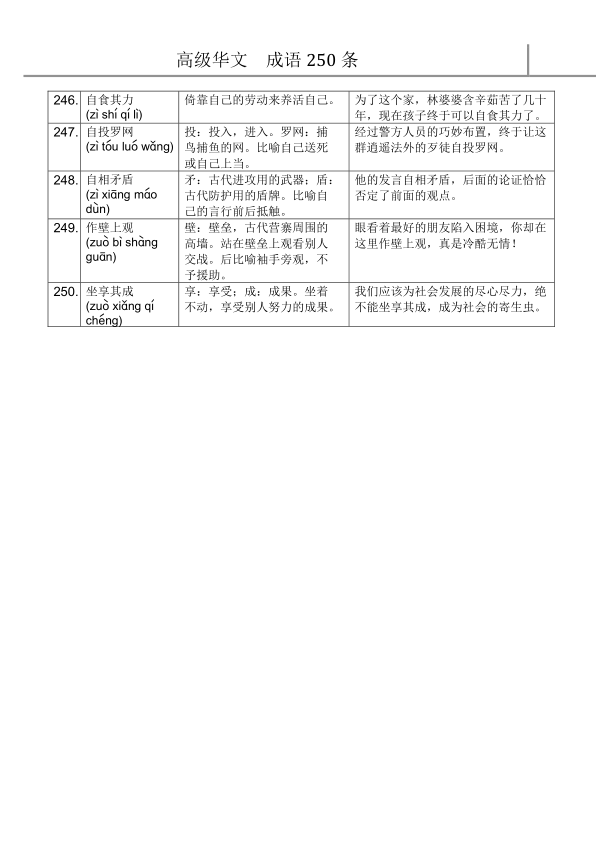 高级华文 成语 250 条
246. 自食其力 倚靠自己的劳动来养活自己。 为了这个家，林婆婆含辛茹苦了几十
(zì shí qí lì) 年，现在孩子终于可以自食其力了。
247. 自投罗网 投：投入，进入。罗网：捕 经过警方人员的巧妙布置，终于让这
(zì tóu luó wǎng) 鸟捕鱼的网。比喻自己送死 群逍遥法外的歹徒自投罗网。
或自己上当。
248. 自相矛盾 矛：古代进攻用的武器；盾： 他的发言自相矛盾，后面的论证恰恰
(zì xiāng máo 古代防护用的盾牌。比喻自 否定了前面的观点。
dùn) 己的言行前后抵触。
249. 作壁上观 壁：壁垒，古代营寨周围的 眼看着最好的朋友陷入困境，你却在
(zuò bì shàng 高墙。站在壁垒上观看别人 这里作壁上观，真是冷酷无情！
guān) 交战。后比喻袖手旁观，不
予援助。
250. 坐享其成 享：享受；成：成果。坐着 我们应该为社会发展的尽心尽力，绝
(zuò xiǎng qí 不动，享受别人努力的成果。 不能坐享其成，成为社会的寄生虫。
chéng)